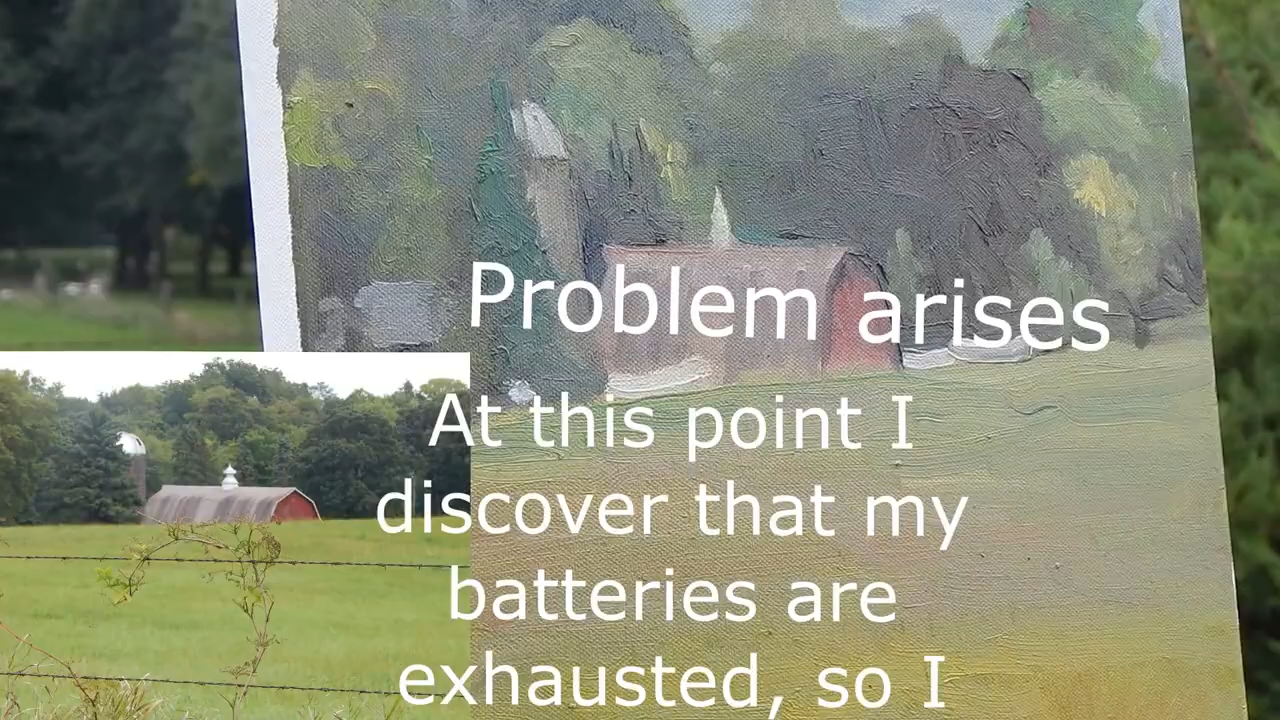 Problem arises
At this point I
discover that my
batteries are
exhausted, so I